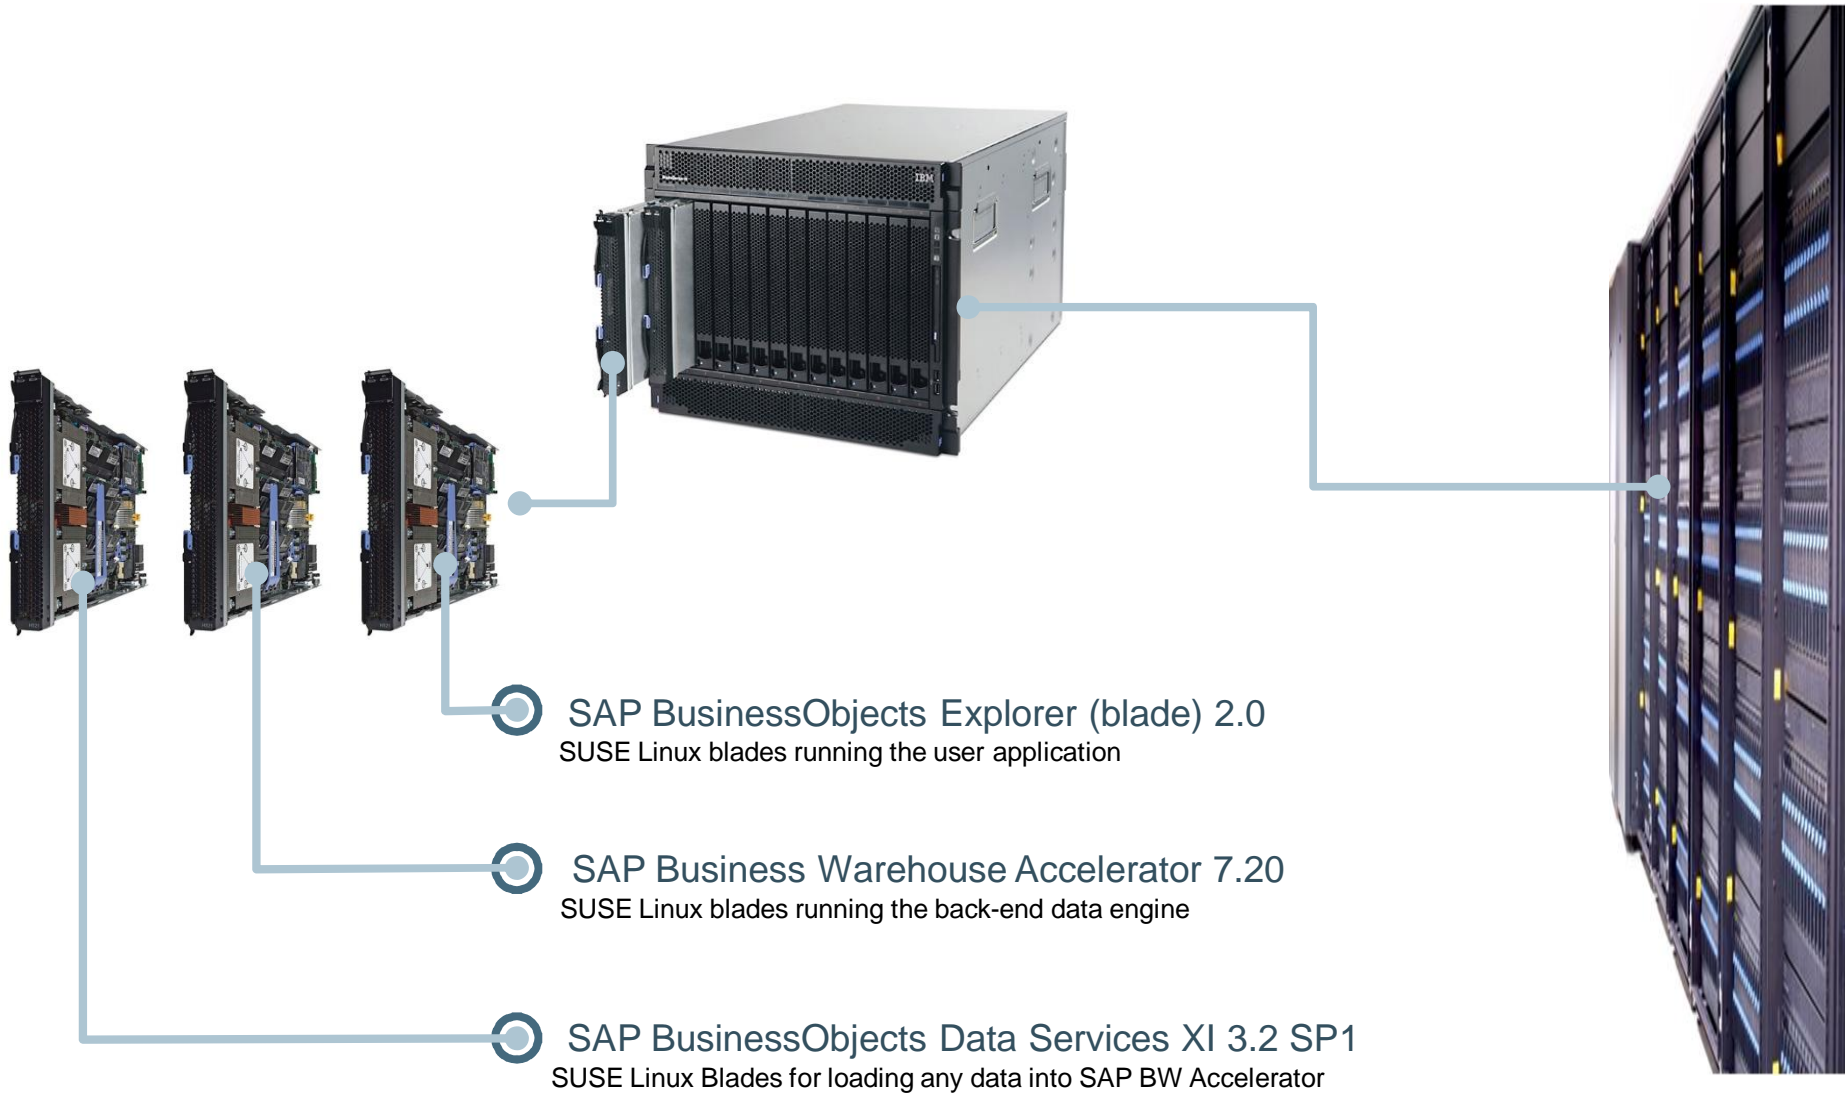 IBM
SAP BusinessObjects Explorer (blade) 2.0
SUSE Linux blades running the user application
SAP Business Warehouse Accelerator 7.20
SUSE Linux blades running the back-end data engine
SAP BusinessObjects Data Services XI 3.2 SP1
SUSE Linux Blades for loading any data into SAP BW Accelerator